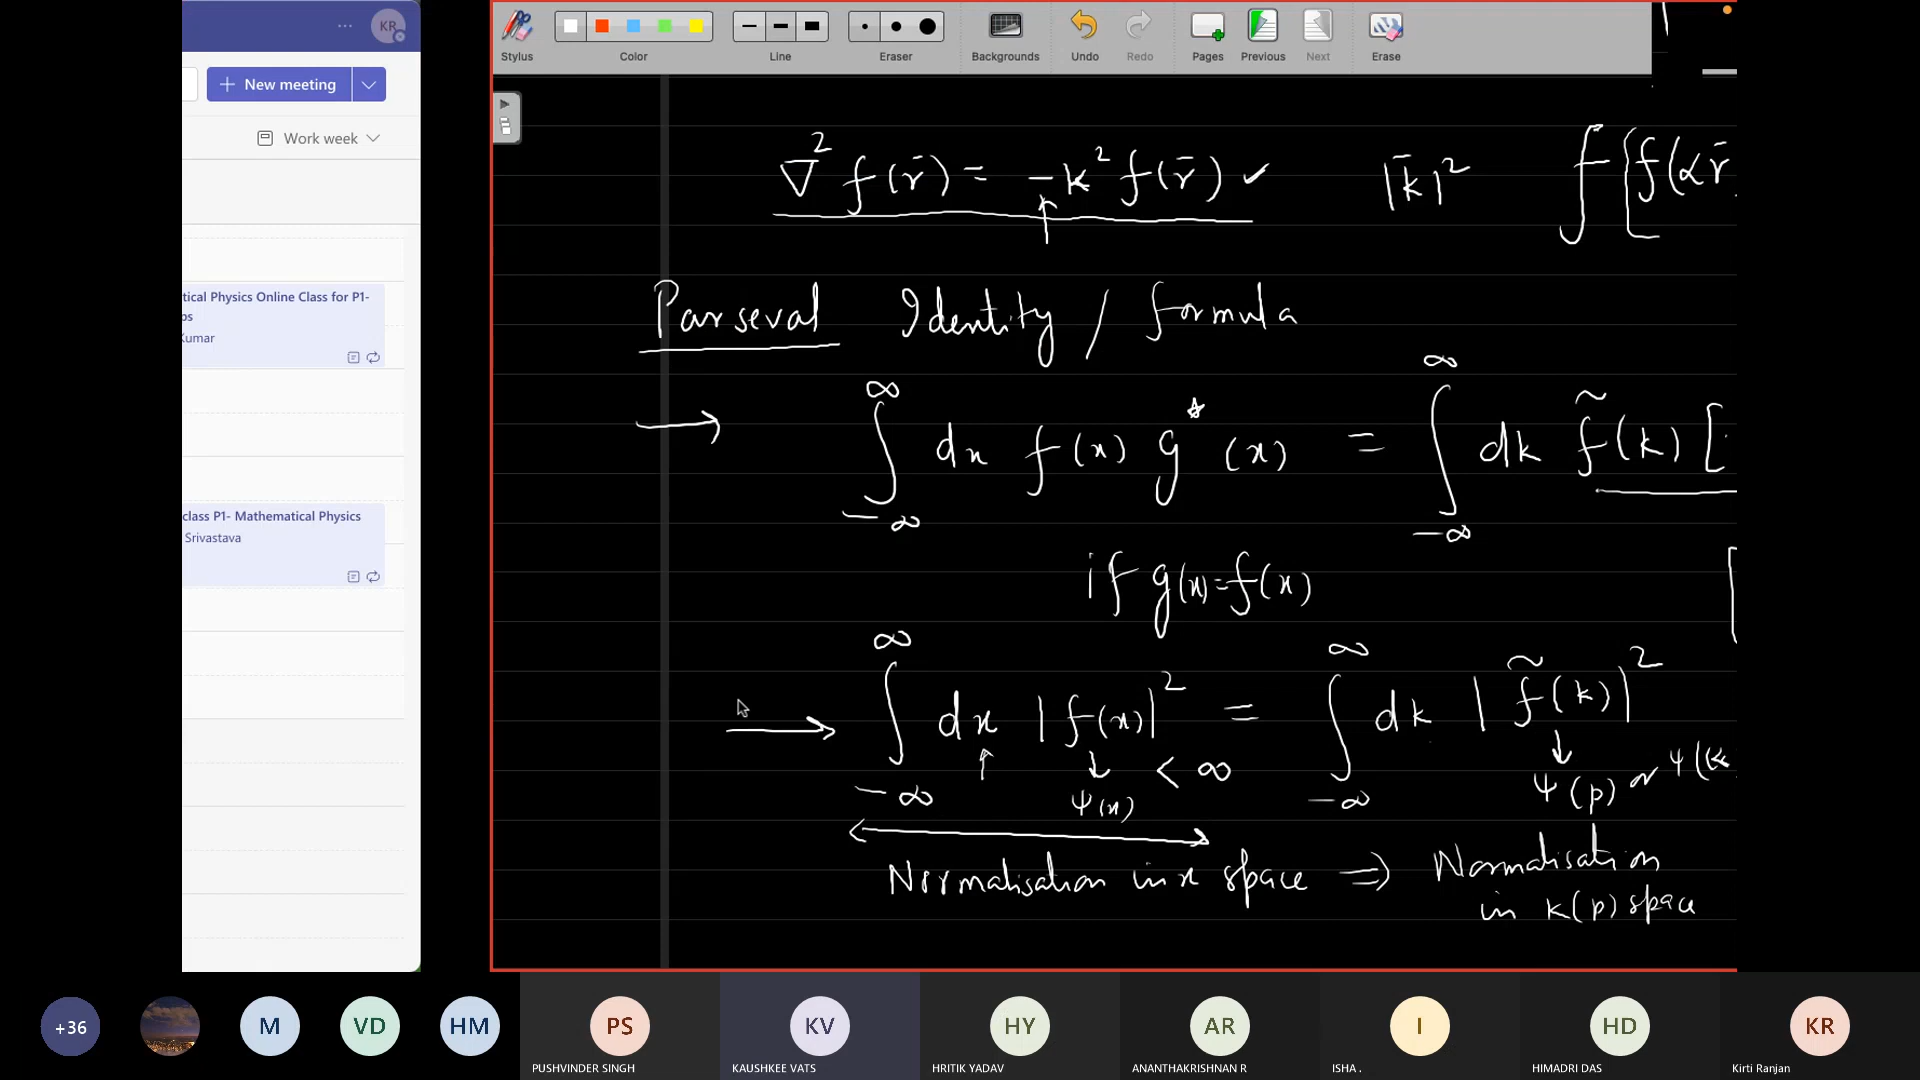 KR
New meeting
Work week
tical Physics Online Class for P1-
ps
Kumar
class P1- Mathematical Physics
Srivastava
Stylus Color Line Eraser Backgrounds Undo Redo Pages Previous Next Erase
∇² f(r̄) = -k² f(r̄) ✓ |k̄|² F[f(αr̄
Parseval Identity / formula
→ ∫_{-∞}^{∞} dx f(x) g*(x) = ∫_{-∞}^{∞} dk f̃(k) [
if g(x)=f(x)
→ ∫_{-∞}^{∞} dx |f(x)|² < ∞ = ∫_{-∞}^{∞} dk |f̃(k)|²
↑ ↓ ψ(x) ↓ ψ(p) or ψ(k
Normalisation in x space ⇒ Normalisation
in k(p) space
+36 M VD HM PS KV HY AR I HD KR
PUSHVINDER SINGH KAUSHKEE VATS HRITIK YADAV ANANTHAKRISHNAN R ISHA . HIMADRI DAS Kirti Ranjan